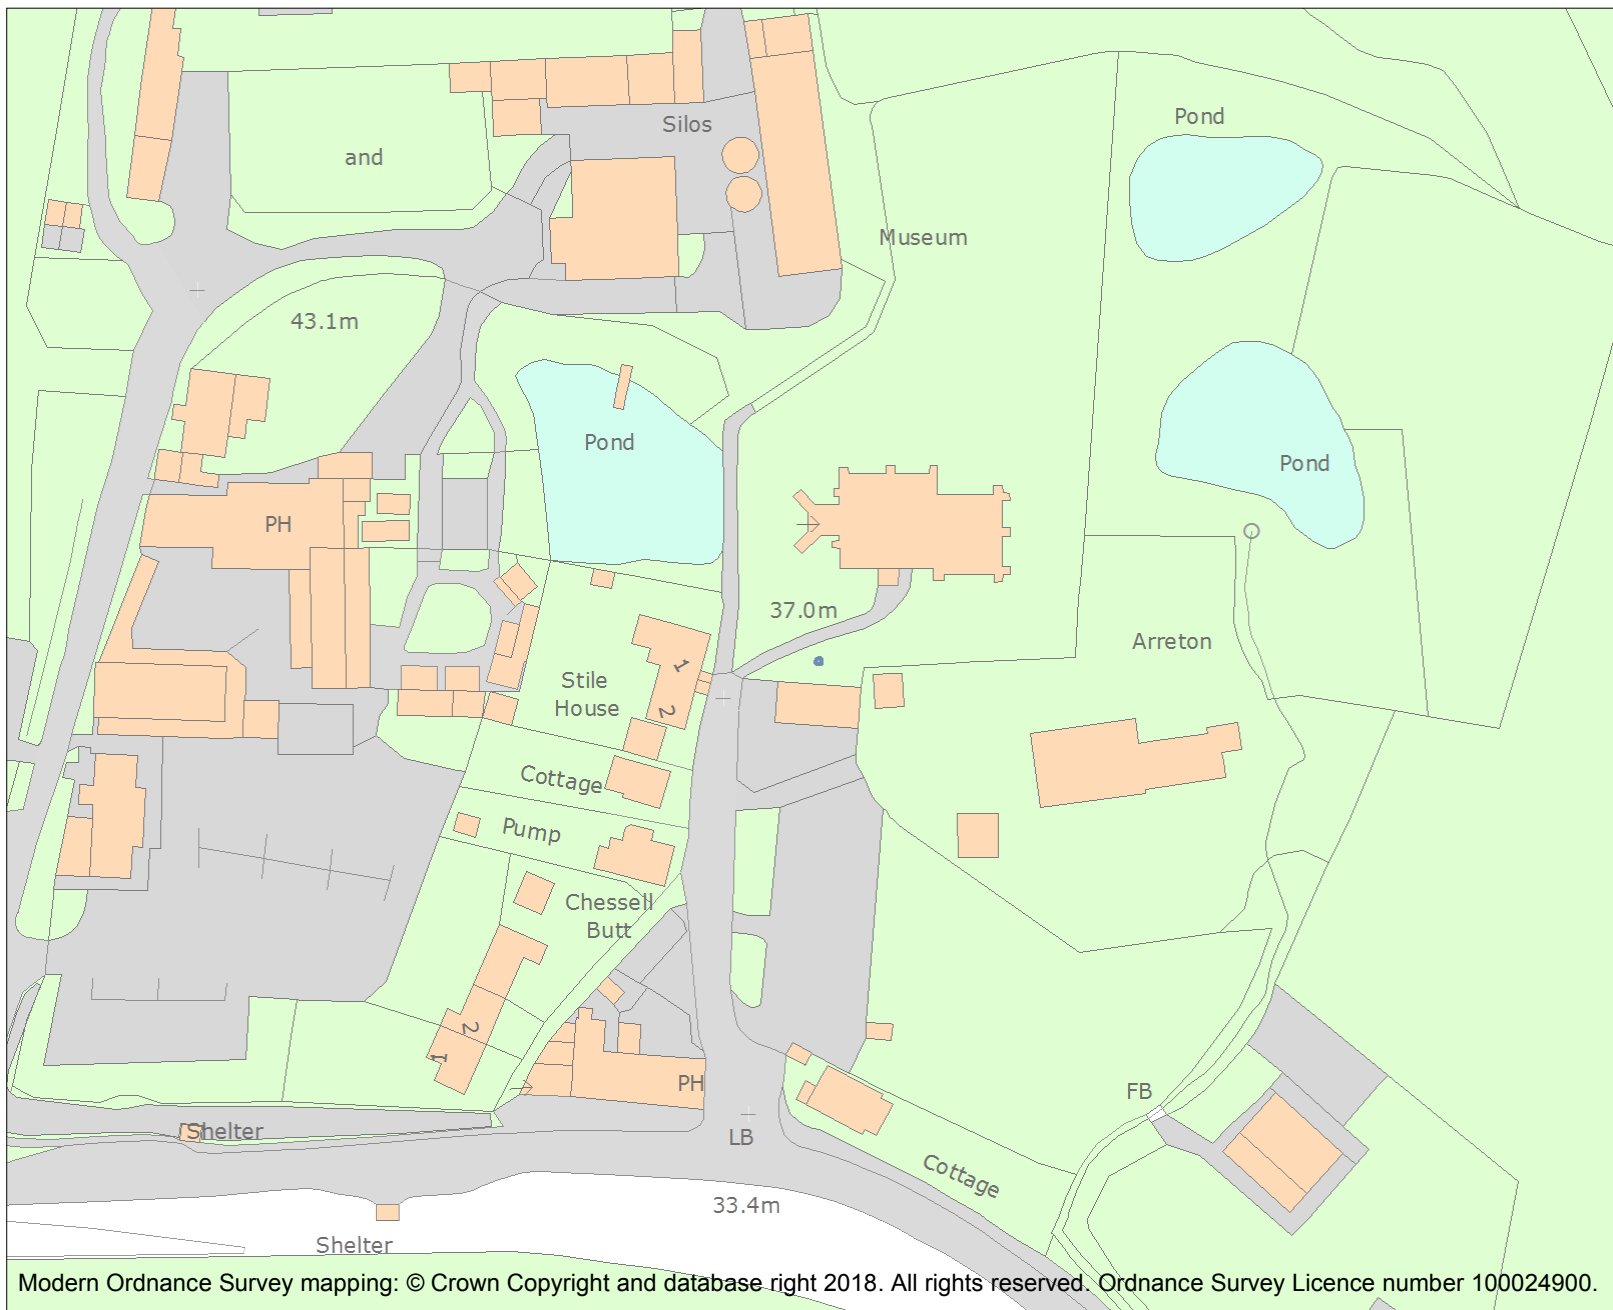 Pond
Silos
and
Museum
43.1m
Pond
Pond
PH
37.0m
Arreton
1
Stile
House
2
Cottage
Pump
Chessell
Butt
2
1
PH
FB
Shelter
LB
Cottage
33.4m
Shelter
Modern Ordnance Survey mapping: © Crown Copyright and database right 2018. All rights reserved. Ordnance Survey Licence number 100024900.